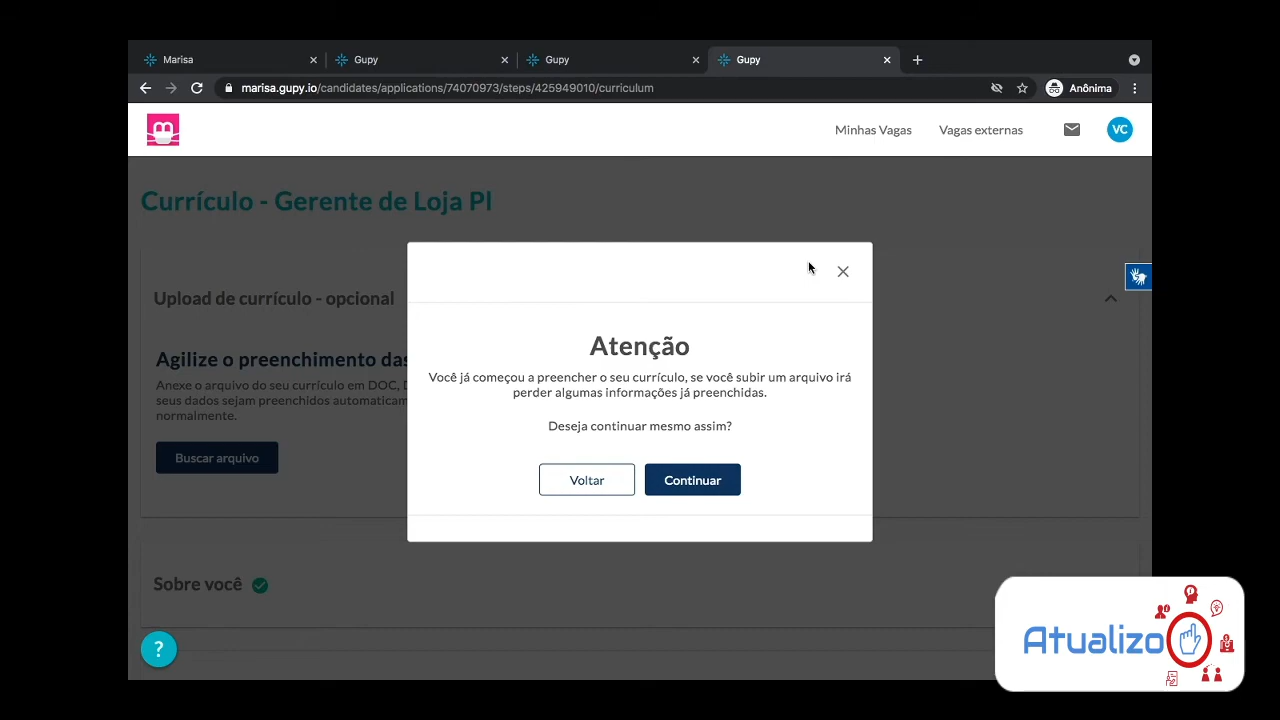 Marisa
Gupy
Gupy
Gupy
marisa.gupy.io/candidates/applications/74070973/steps/425949010/curriculum
Anônima
Minhas Vagas
Vagas externas
VC
Currículo - Gerente de Loja Pl
Upload de currículo - opcional
Agilize o preenchimento das
Anexe o arquivo do seu currículo em DOC,
seus dados sejam preenchidos automaticam
normalmente.
Buscar arquivo
Atenção
Você já começou a preencher o seu currículo, se você subir um arquivo irá
perder algumas informações já preenchidas.
Deseja continuar mesmo assim?
Voltar
Continuar
Sobre você
?
Atualizo